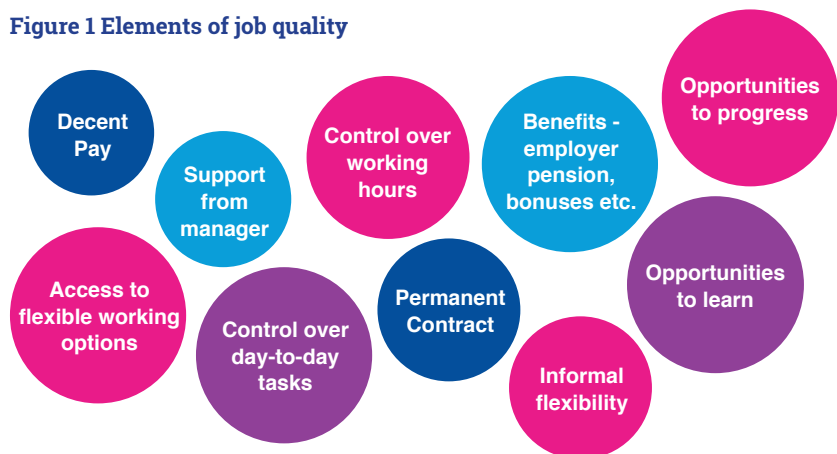 Figure 1 Elements of job quality
Decent
Pay
Support
from
manager
Control over
working
hours
Benefits -
employer
pension,
bonuses etc.
Opportunities
to progress
Access to
flexible working
options
Control over
day-to-day
tasks
Permanent
Contract
Informal
flexibility
Opportunities
to learn